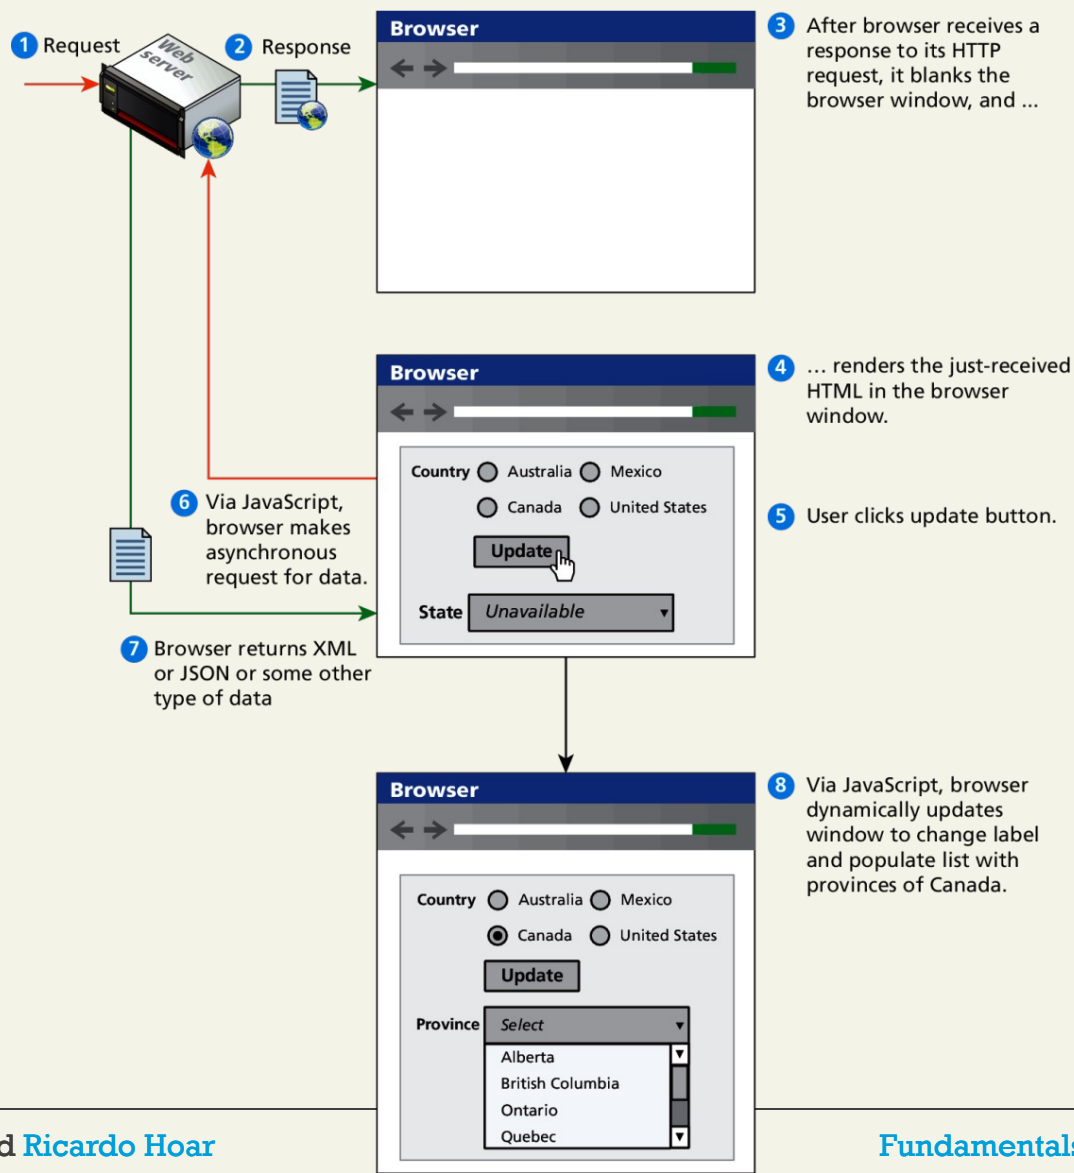 1 Request
Web
server
2 Response
Browser
3 After browser receives a
response to its HTTP
request, it blanks the
browser window, and ...
Browser
4 ... renders the just-received
HTML in the browser
window.
Country Australia Mexico
Canada United States
Update
State Unavailable
5 User clicks update button.
6 Via JavaScript,
browser makes
asynchronous
request for data.
7 Browser returns XML
or JSON or some other
type of data
Browser
8 Via JavaScript, browser
dynamically updates
window to change label
and populate list with
provinces of Canada.
Country Australia Mexico
Canada United States
Update
Province Select
Alberta
British Columbia
Ontario
Quebec
d Ricardo Hoar
Fundamentals